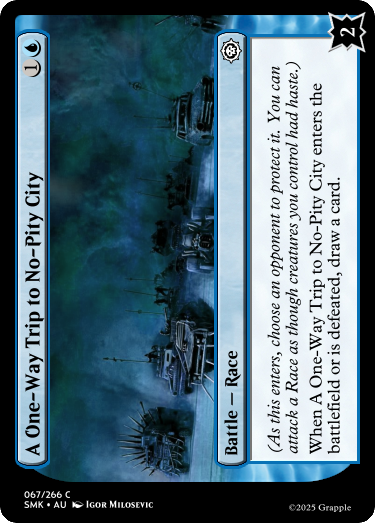 A One-Way Trip to No-Pity City 1
Battle — Race
2
(As this enters, choose an opponent to protect it. You can
attack a Race as though creatures you control had haste.)
When A One-Way Trip to No-Pity City enters the
battlefield or is defeated, draw a card.
067/266 C
SMK • AU Igor Milosevic
©2025 Grapple